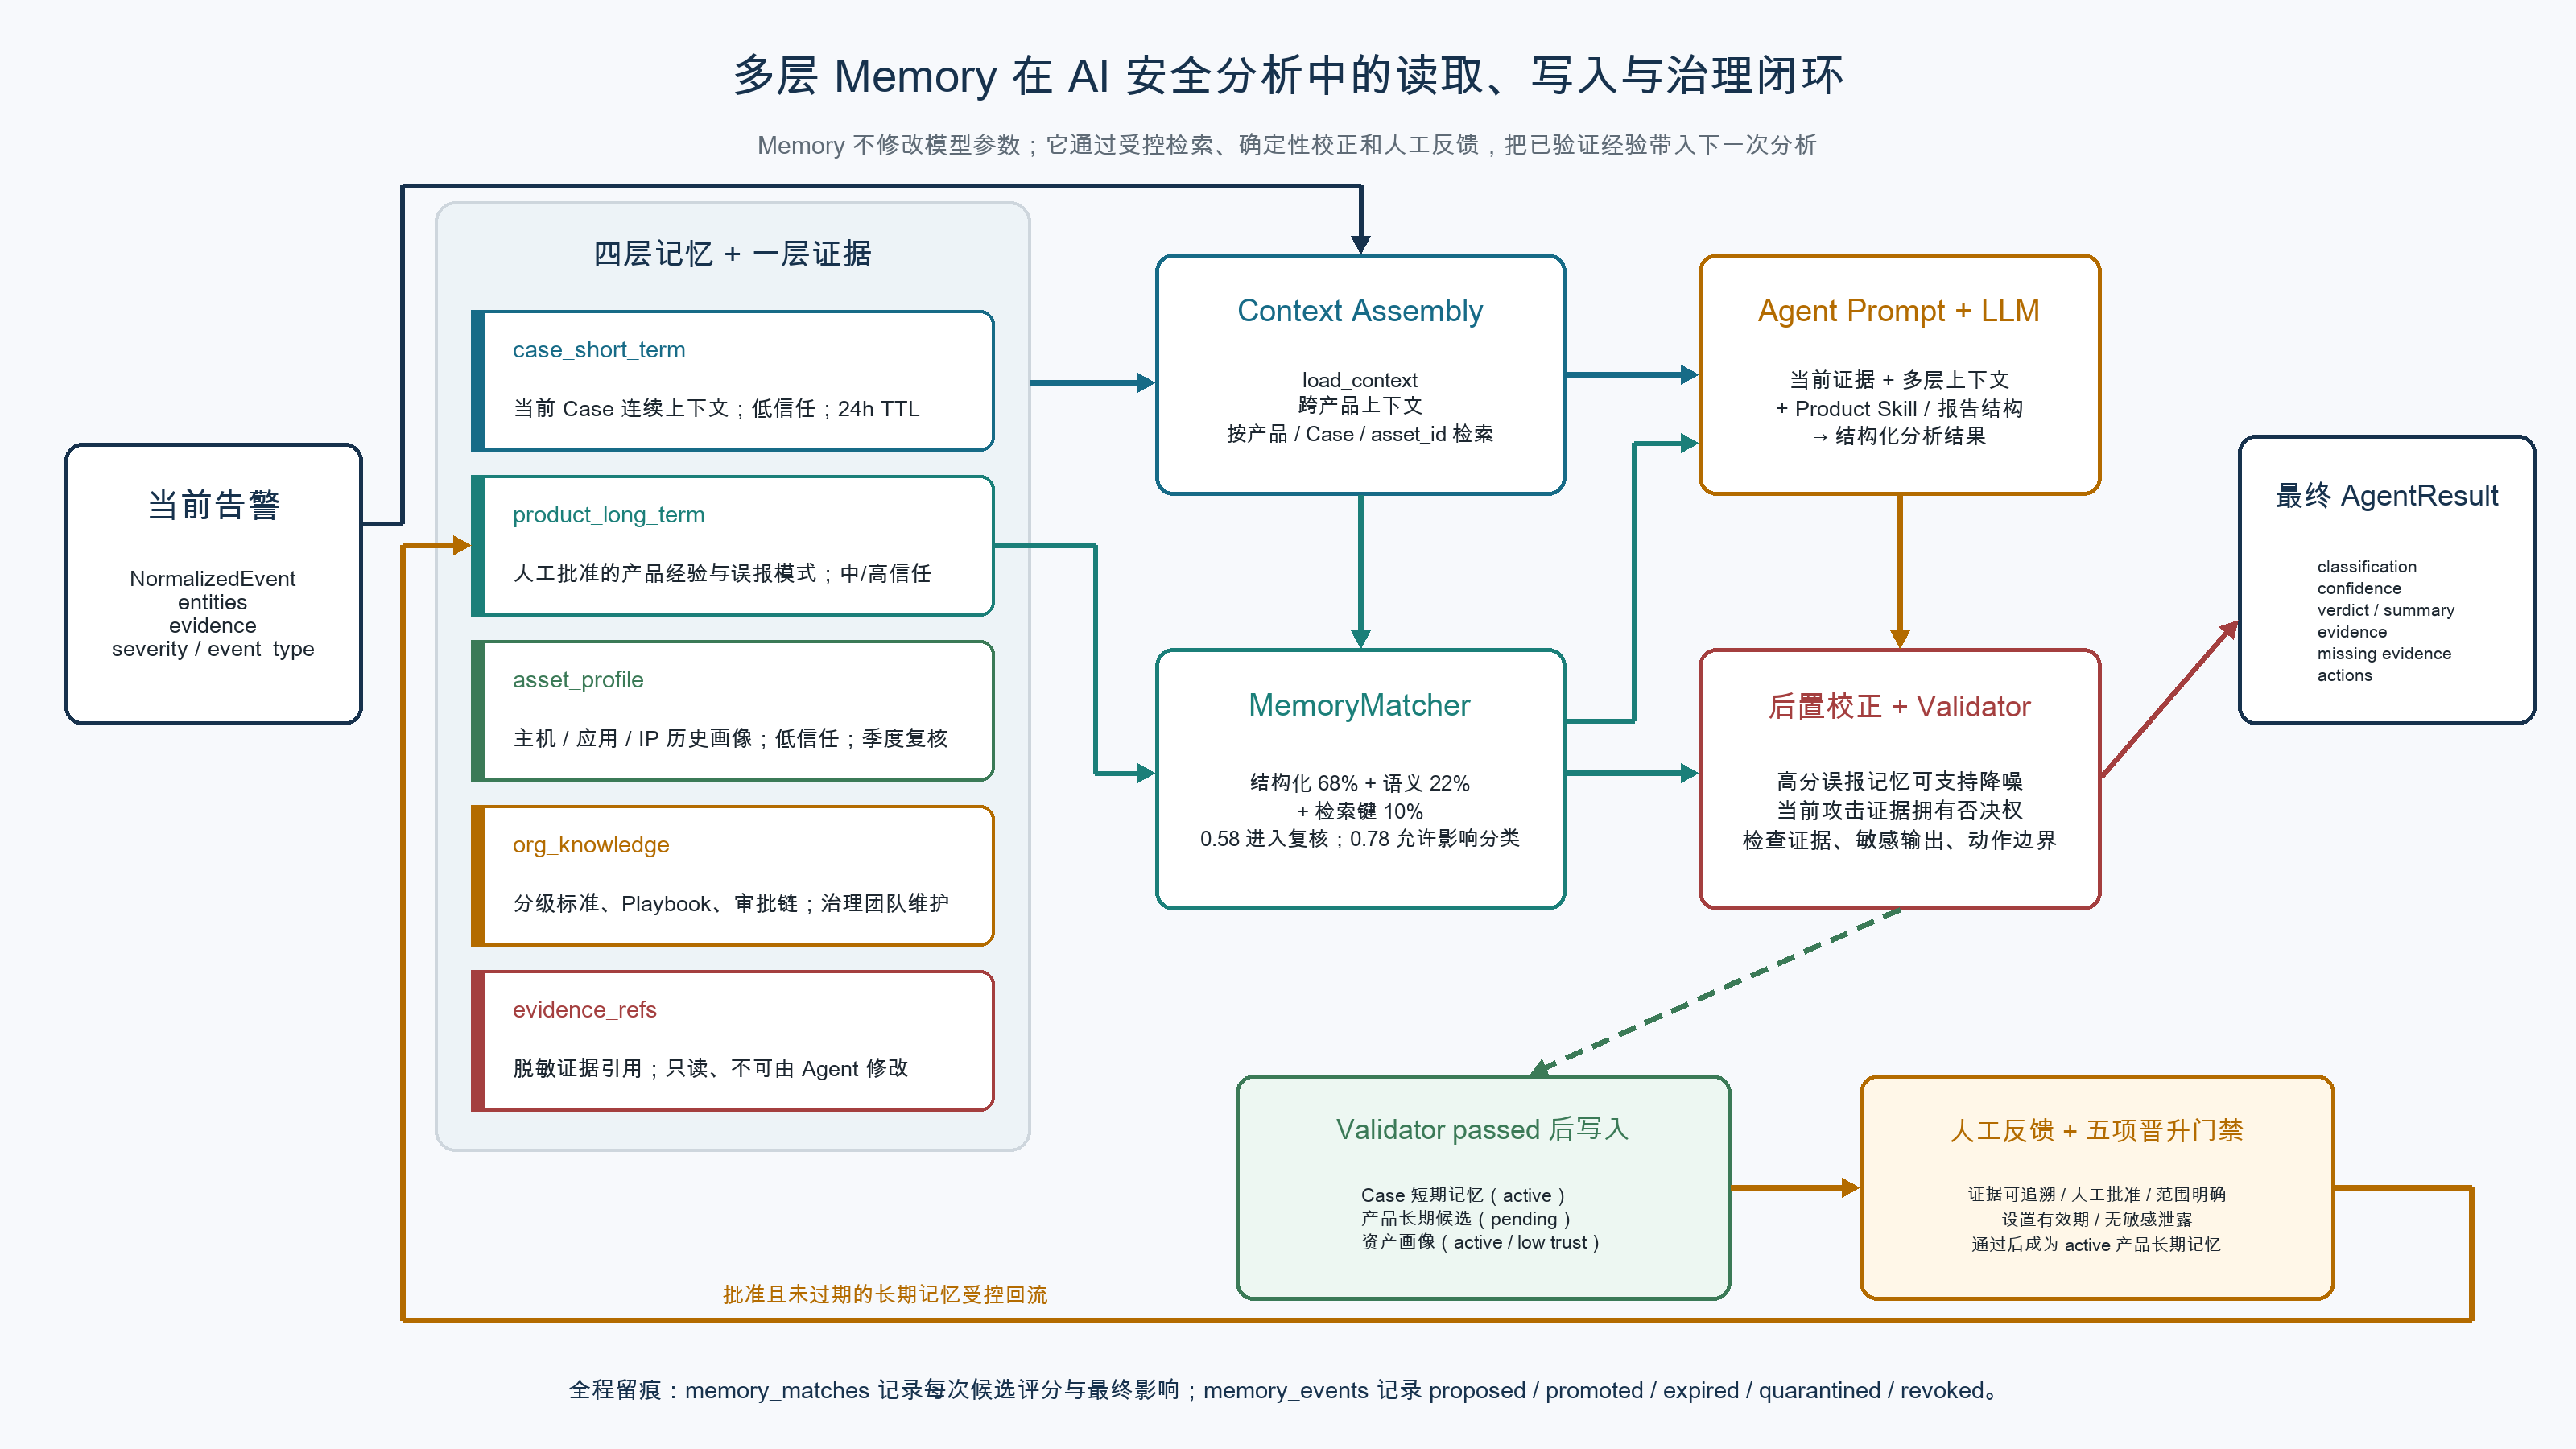 多层 Memory 在 AI 安全分析中的读取、写入与治理闭环
Memory 不修改模型参数；它通过受控检索、确定性校正和人工反馈，把已验证经验带入下一次分析
当前告警
NormalizedEvent
entities
evidence
severity / event_type
四层记忆 + 一层证据
case_short_term
当前 Case 连续上下文；低信任；24h TTL
product_long_term
人工批准的产品经验与误报模式；中/高信任
asset_profile
主机 / 应用 / IP 历史画像；低信任；季度复核
org_knowledge
分级标准、Playbook、审批链；治理团队维护
evidence_refs
脱敏证据引用；只读、不可由 Agent 修改
Context Assembly
load_context
跨产品上下文
按产品 / Case / asset_id 检索
MemoryMatcher
结构化 68% + 语义 22%
+ 检索键 10%
0.58 进入复核；0.78 允许影响分类
Agent Prompt + LLM
当前证据 + 多层上下文
+ Product Skill / 报告结构
→ 结构化分析结果
后置校正 + Validator
高分误报记忆可支持降噪
当前攻击证据拥有否决权
检查证据、敏感输出、动作边界
最终 AgentResult
classification
confidence
verdict / summary
evidence
missing evidence
actions
Validator passed 后写入
Case 短期记忆（active）
产品长期候选（pending）
资产画像（active / low trust）
人工反馈 + 五项晋升门禁
证据可追溯 / 人工批准 / 范围明确
设置有效期 / 无敏感泄露
通过后成为 active 产品长期记忆
批准且未过期的长期记忆受控回流
全程留痕：memory_matches 记录每次候选评分与最终影响；memory_events 记录 proposed / promoted / expired / quarantined / revoked。